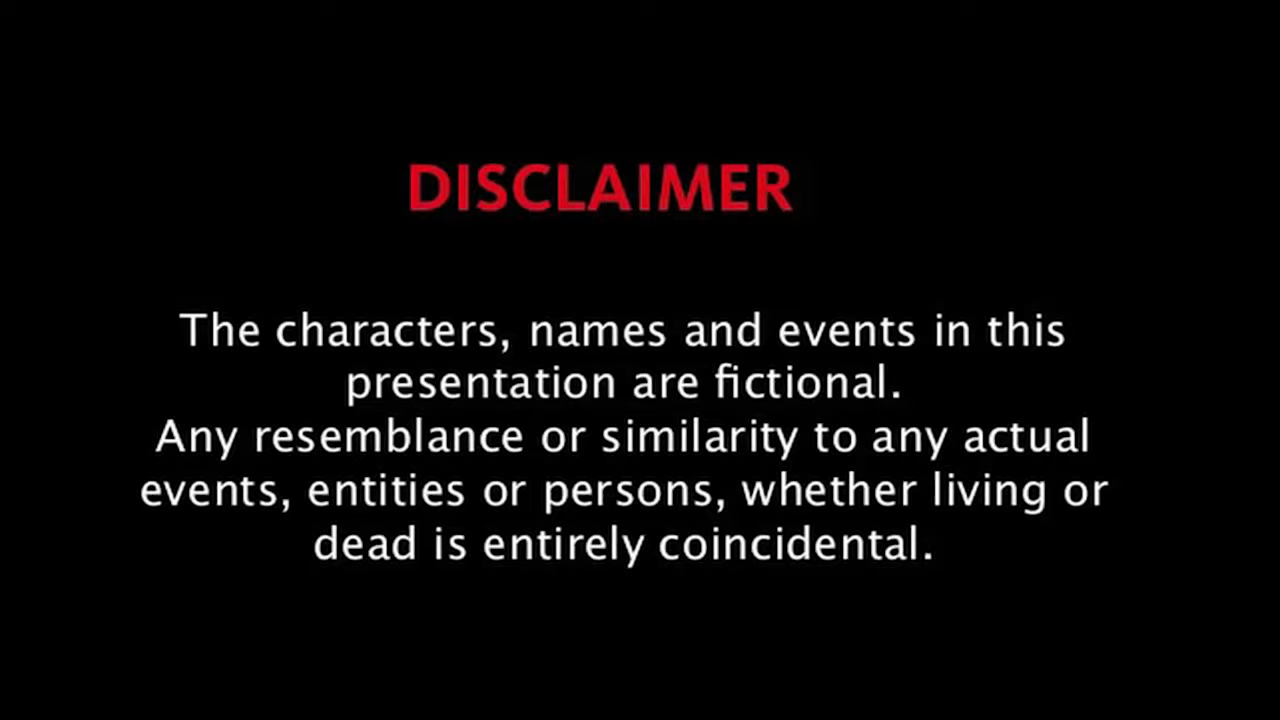 DISCLAIMER
The characters, names and events in this
presentation are fictional.
Any resemblance or similarity to any actual
events, entities or persons, whether living or
dead is entirely coincidental.